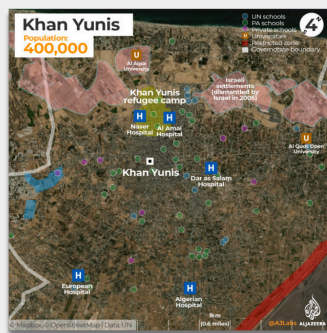 Khan Yunis
Population:
400,000
UN schools
PA schools
Private schools
U Universities
Restricted zone
Governorate boundary
4
U
Al Aqsa
University
Khan Yunis
refugee camp
Israeli
settlements
(dismantled by
Israel in 2005)
H
Naser
Hospital
H
Al Amal
Hospital
U
Al Quds Open
University
Khan Yunis
H
Dar as Salam
Hospital
H
European
Hospital
H
Algerian
Hospital
1km
(0.6 miles)
© Mapbox, © OpenStreetMap | Data: UN
@AJLabs
ALJAZEERA